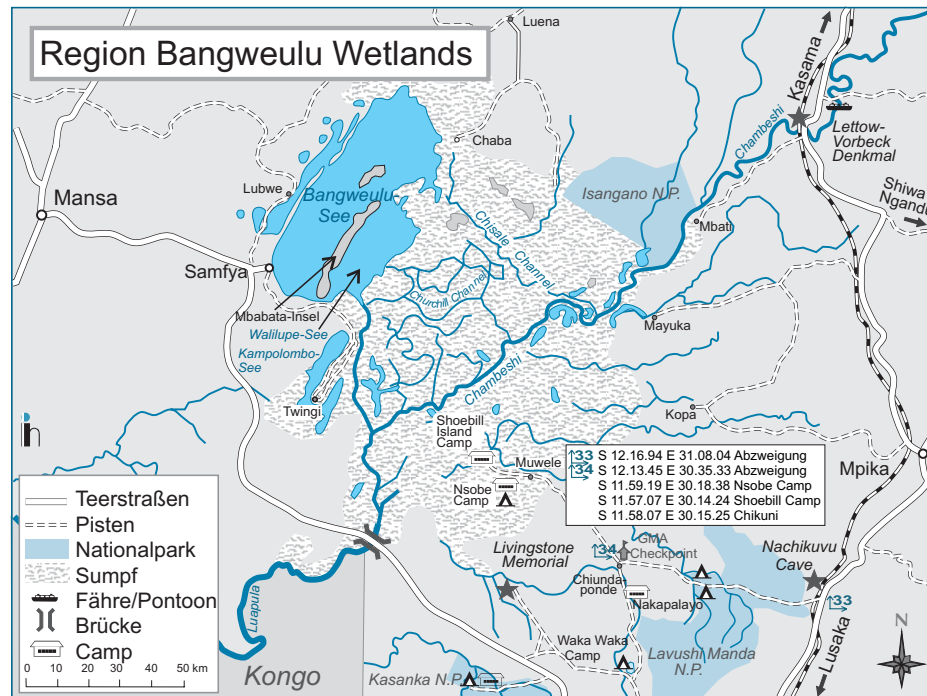 Region Bangweulu Wetlands
Luena
Kasama
Chambeshi
Lettow-
Vorbeck
Denkmal
Chaba
Isangano N.P.
Shiwa
Ngandu
Lubwe
Bangweulu-
See
Mansa
Mbati
Chisale Channel
Samfya
Churchill Channel
Mbabata-Insel
Walilupe-See
Kampolombo-
See
Mayuka
Chambeshi
Twingi
Kopa
Shoebill
Island
Camp
Muwele
Mpika
Nsobe
Camp
33 S 12.16.94 E 31.08.04 Abzweigung
34 S 12.13.45 E 30.35.33 Abzweigung
S 11.59.19 E 30.18.38 Nsobe Camp
S 11.57.07 E 30.14.24 Shoebill Camp
S 11.58.07 E 30.15.25 Chikuni
Livingstone
Memorial
34
GMA
Checkpoint
Nachikuvu
Cave
Chiunda-
ponde
Nakapalayo
33
Waka Waka
Camp
Lavushi Manda
N.P.
Lusaka
N
Luapula
Kongo
Kasanka N.P.
Teerstraßen
Pisten
Nationalpark
Sumpf
Fähre/Pontoon
Brücke
Camp
0 10 20 30 40 50 km